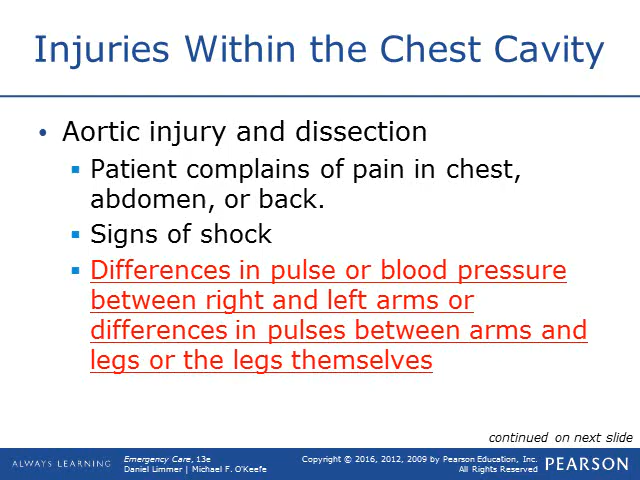 Injuries Within the Chest Cavity
• Aortic injury and dissection
▪ Patient complains of pain in chest,
abdomen, or back.
▪ Signs of shock
▪ Differences in pulse or blood pressure
between right and left arms or
differences in pulses between arms and
legs or the legs themselves
continued on next slide
ALWAYS LEARNING
Emergency Care, 13e
Daniel Limmer | Michael F. O'Keefe
Copyright © 2016, 2012, 2009 by Pearson Education, Inc.
All Rights Reserved
PEARSON